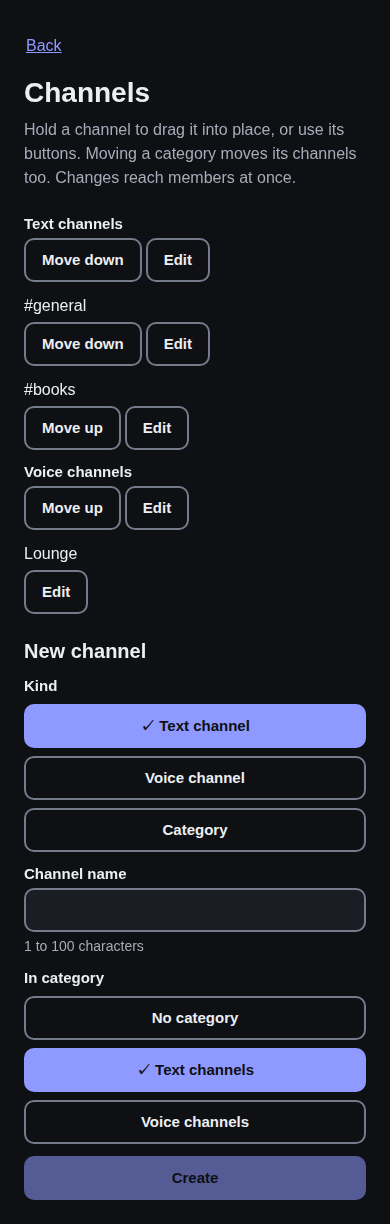 Back
Channels
Hold a channel to drag it into place, or use its
buttons. Moving a category moves its channels
too. Changes reach members at once.
Text channels
Move down Edit
#general
Move down Edit
#books
Move up Edit
Voice channels
Move up Edit
Lounge
Edit
New channel
Kind
✓ Text channel
Voice channel
Category
Channel name
1 to 100 characters
In category
No category
✓ Text channels
Voice channels
Create